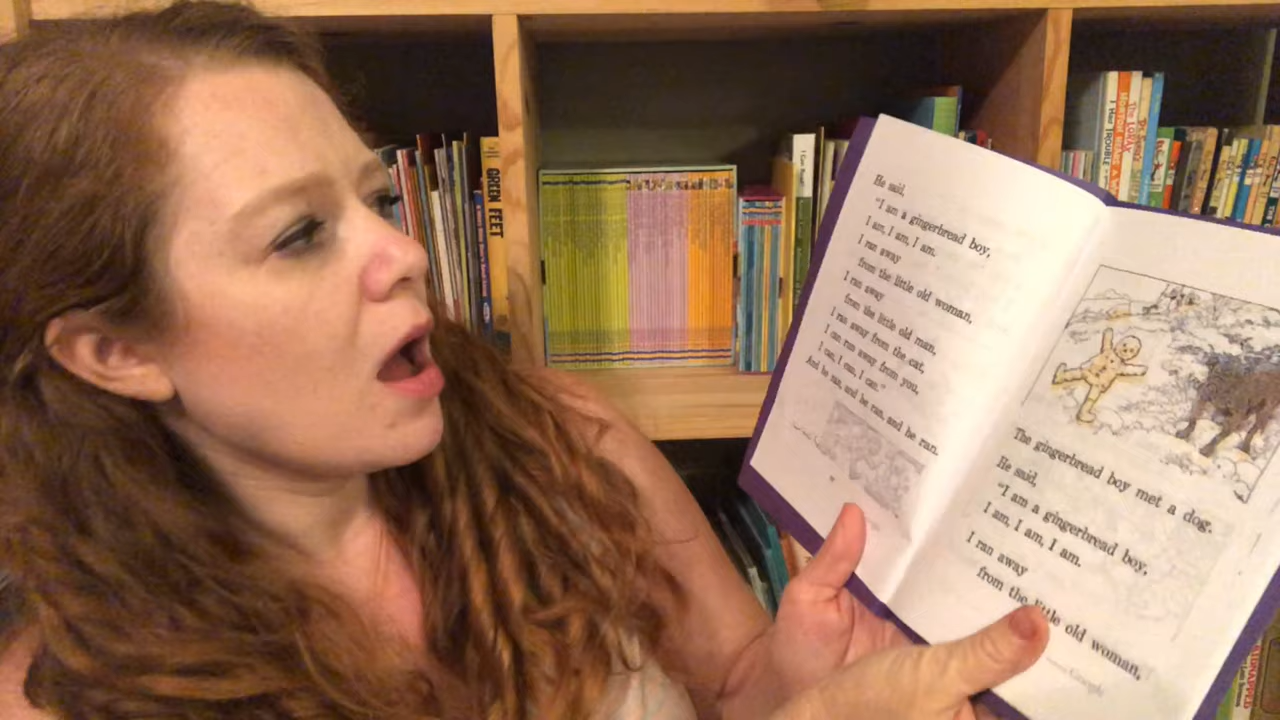 He said,
"I am a gingerbread boy,
I am, I am, I am.
I ran away
from the little old woman,
I ran away
from the little old man,
I ran away from the cat,
I can run away from you,
I can, I can, I can."
And he ran, and he ran, and he ran.
The gingerbread boy met a dog.
He said,
"I am a gingerbread boy,
I am, I am, I am.
I ran away
from the little old woman,
GREEN FEET
KIDNAPPED